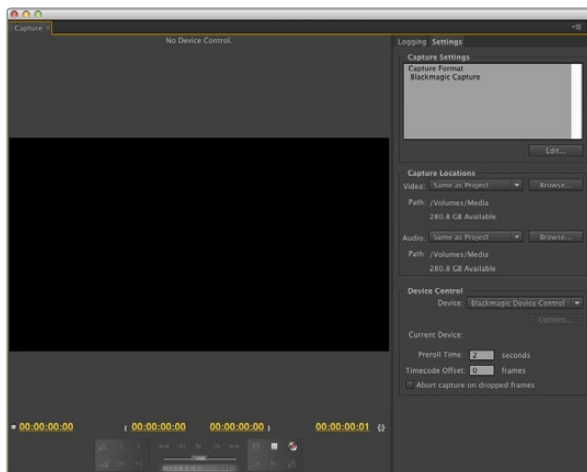 Capture ×
No Device Control.
Logging Settings
Capture Settings
Capture Format
Blackmagic Capture
Edit...
Capture Locations
Video: Same as Project Browse...
Path: /Volumes/Media
280.8 GB Available
Audio: Same as Project Browse...
Path: /Volumes/Media
280.8 GB Available
Device Control
Device: Blackmagic Device Control
Options...
Current Device:
Preroll Time: 2 seconds
Timecode Offset: 0 frames
Abort capture on dropped frames
00:00:00:00 { 00:00:00:00 00:00:00:00 } 00:00:00:01 {}